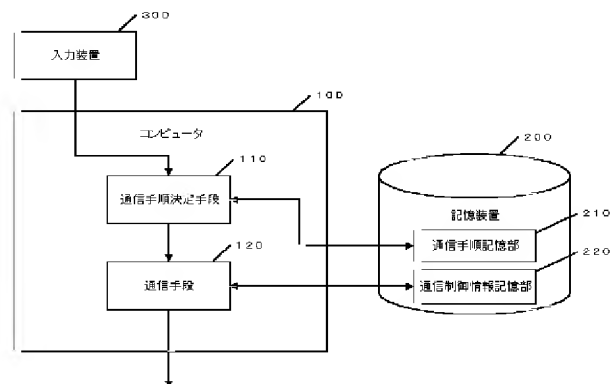 300
入力装置
100
コンピュータ
200
110
通信手順決定手段
記憶装置
210
通信手順記憶部
120
220
通信手段
通信制御情報記憶部